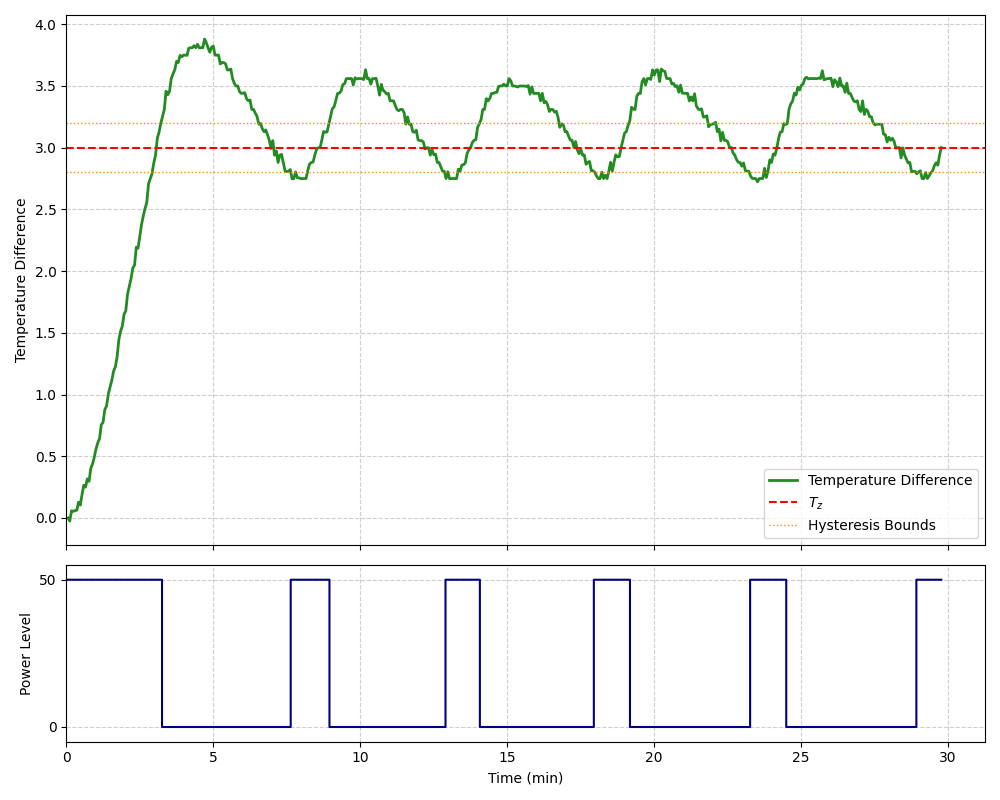 4.0
3.5
3.0
2.5
2.0
1.5
1.0
0.5
0.0
Temperature Difference
Temperature Difference
T_z
Hysteresis Bounds
50
0
Power Level
0 5 10 15 20 25 30
Time (min)